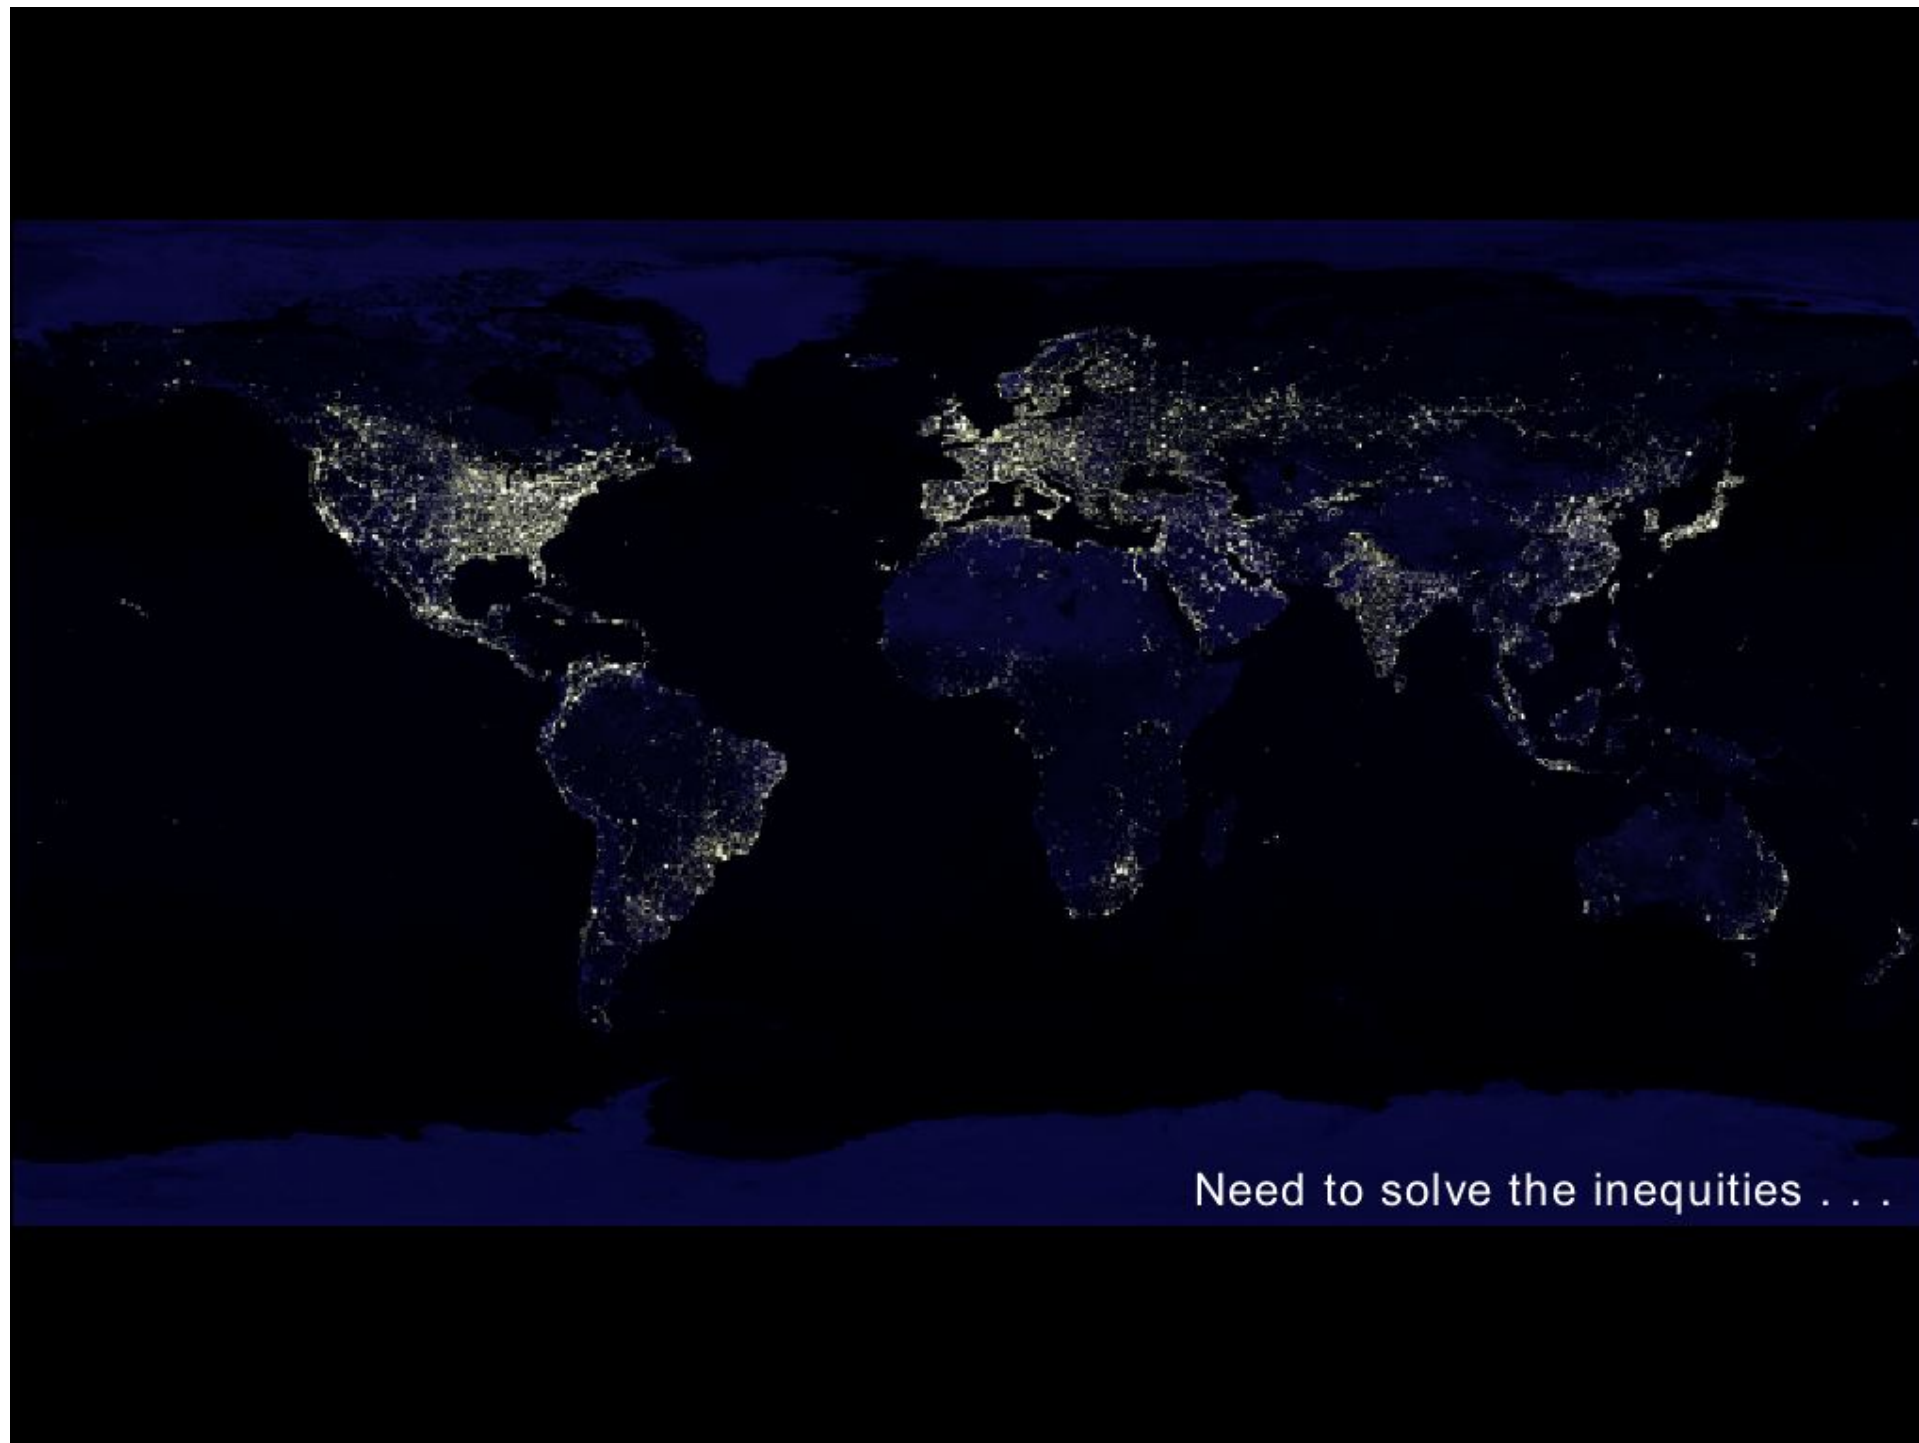 Need to solve the inequities . . .